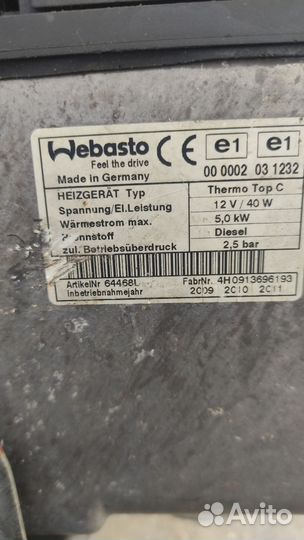 Webasto CE e1 e1
Feel the drive 00 0002 03 1232
Made in Germany
HEIZGERÄT Typ Thermo Top C
Spannung/El.Leistung 12 V / 40 W
Wärmestrom max. 5,0 kW
Diesel
zul. Betriebsüberdruck 2,5 bar
ArtikelNr FabrNr. 4H0913696193
Inbetriebnahmejahr 2009 2010 2011
Avito